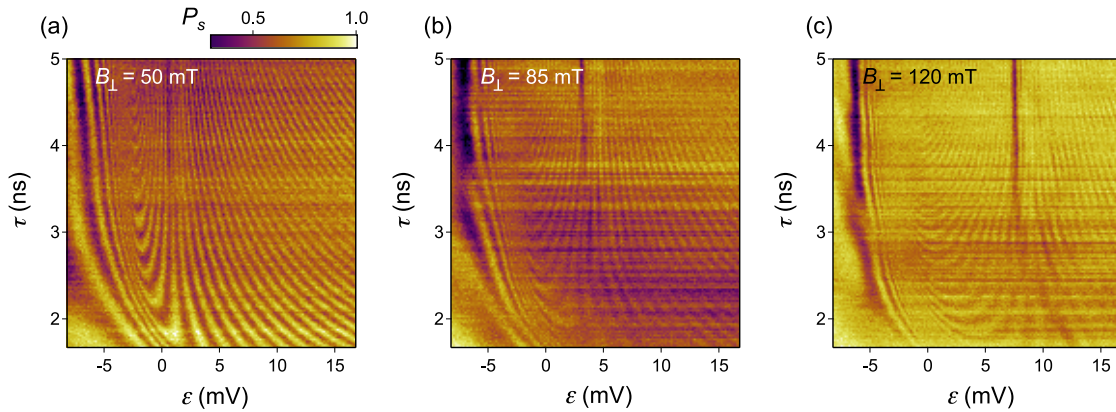 (a)
P_s 0.5 1.0
B⊥ = 50 mT
5
4
3
2
τ (ns)
-5 0 5 10 15
ε (mV)
(b)
B⊥ = 85 mT
5
4
3
2
τ (ns)
-5 0 5 10 15
ε (mV)
(c)
B⊥ = 120 mT
5
4
3
2
τ (ns)
-5 0 5 10 15
ε (mV)